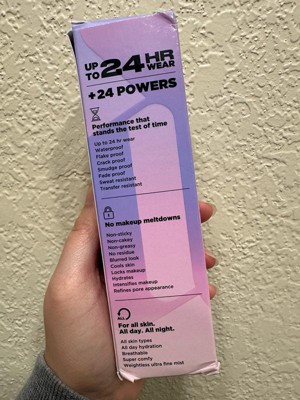 UP TO 24 HR WEAR
+24 POWERS
Performance that
stands the test of time
Up to 24 hr wear
Waterproof
Flake proof
Crack proof
Smudge proof
Fade proof
Sweat resistant
Transfer resistant
No makeup meltdowns
Non-sticky
Non-cakey
Non-greasy
No residue
Blurred look
Cools skin
Locks makeup
Hydrates
Intensifies makeup
Refines pore appearance
For all skin.
All day. All night.
All skin types
All day hydration
Breathable
Super comfy
Weightless ultra fine mist